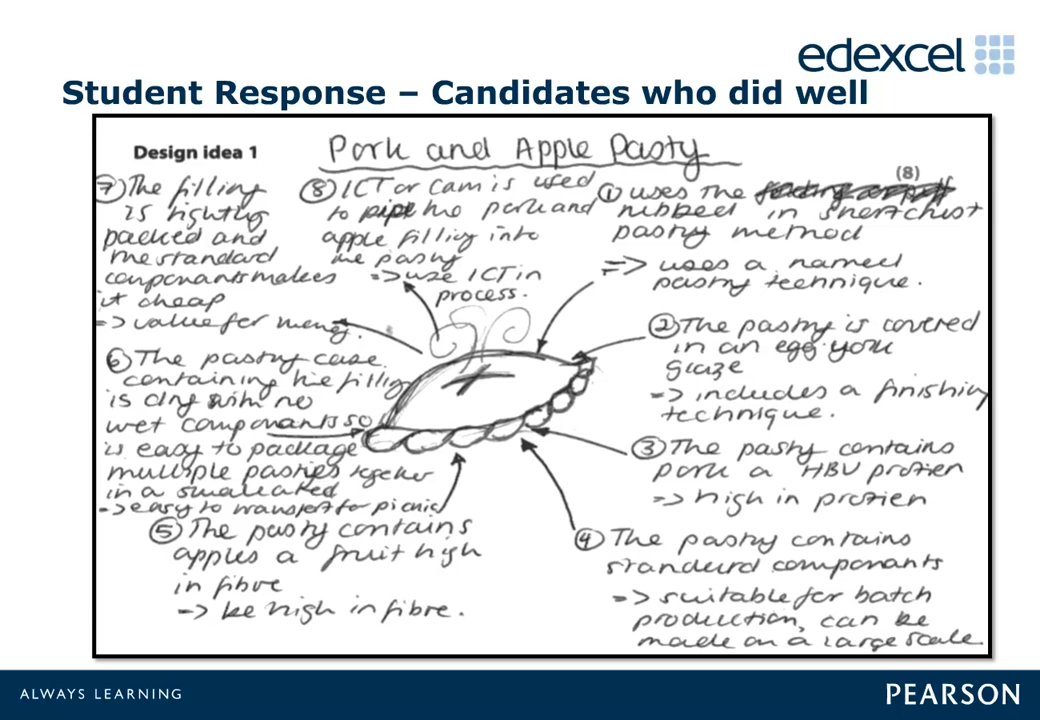 edexcel
Student Response – Candidates who did well
Design idea 1
Pork and Apple Pasty
(8)
① uses the
rubbed in shortcrust
pastry method
=> uses a named
pastry technique.
② The pastry is covered
in an egg yolk
glaze
=> includes a finishing
technique.
③ The pasty contains
pork a HBV protien
=> high in protien
④ The pasty contains
standard components
=> suitable for batch
production, can be
made on a large scale.
⑤ The pasty contains
apples a fruit high
in fibre
=> be high in fibre.
⑥ The pastry case
containing the filling
is dry with no
wet components so
is easy to package
multiple pasties together
in a
=> easy to transport for picnic
⑦ The filling
is tightly
packed and
the standard
components makes
it cheap
=> value for money.
⑧ ICT or Cam is used
to pipe the pork and
apple filling into
the pasty
=> use ICT in
process.
ALWAYS LEARNING
PEARSON